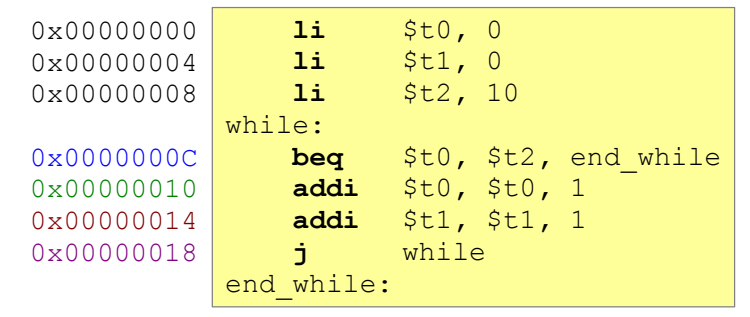 0x00000000 li $t0, 0
0x00000004 li $t1, 0
0x00000008 li $t2, 10
while:
0x0000000C beq $t0, $t2, end_while
0x00000010 addi $t0, $t0, 1
0x00000014 addi $t1, $t1, 1
0x00000018 j while
end_while: